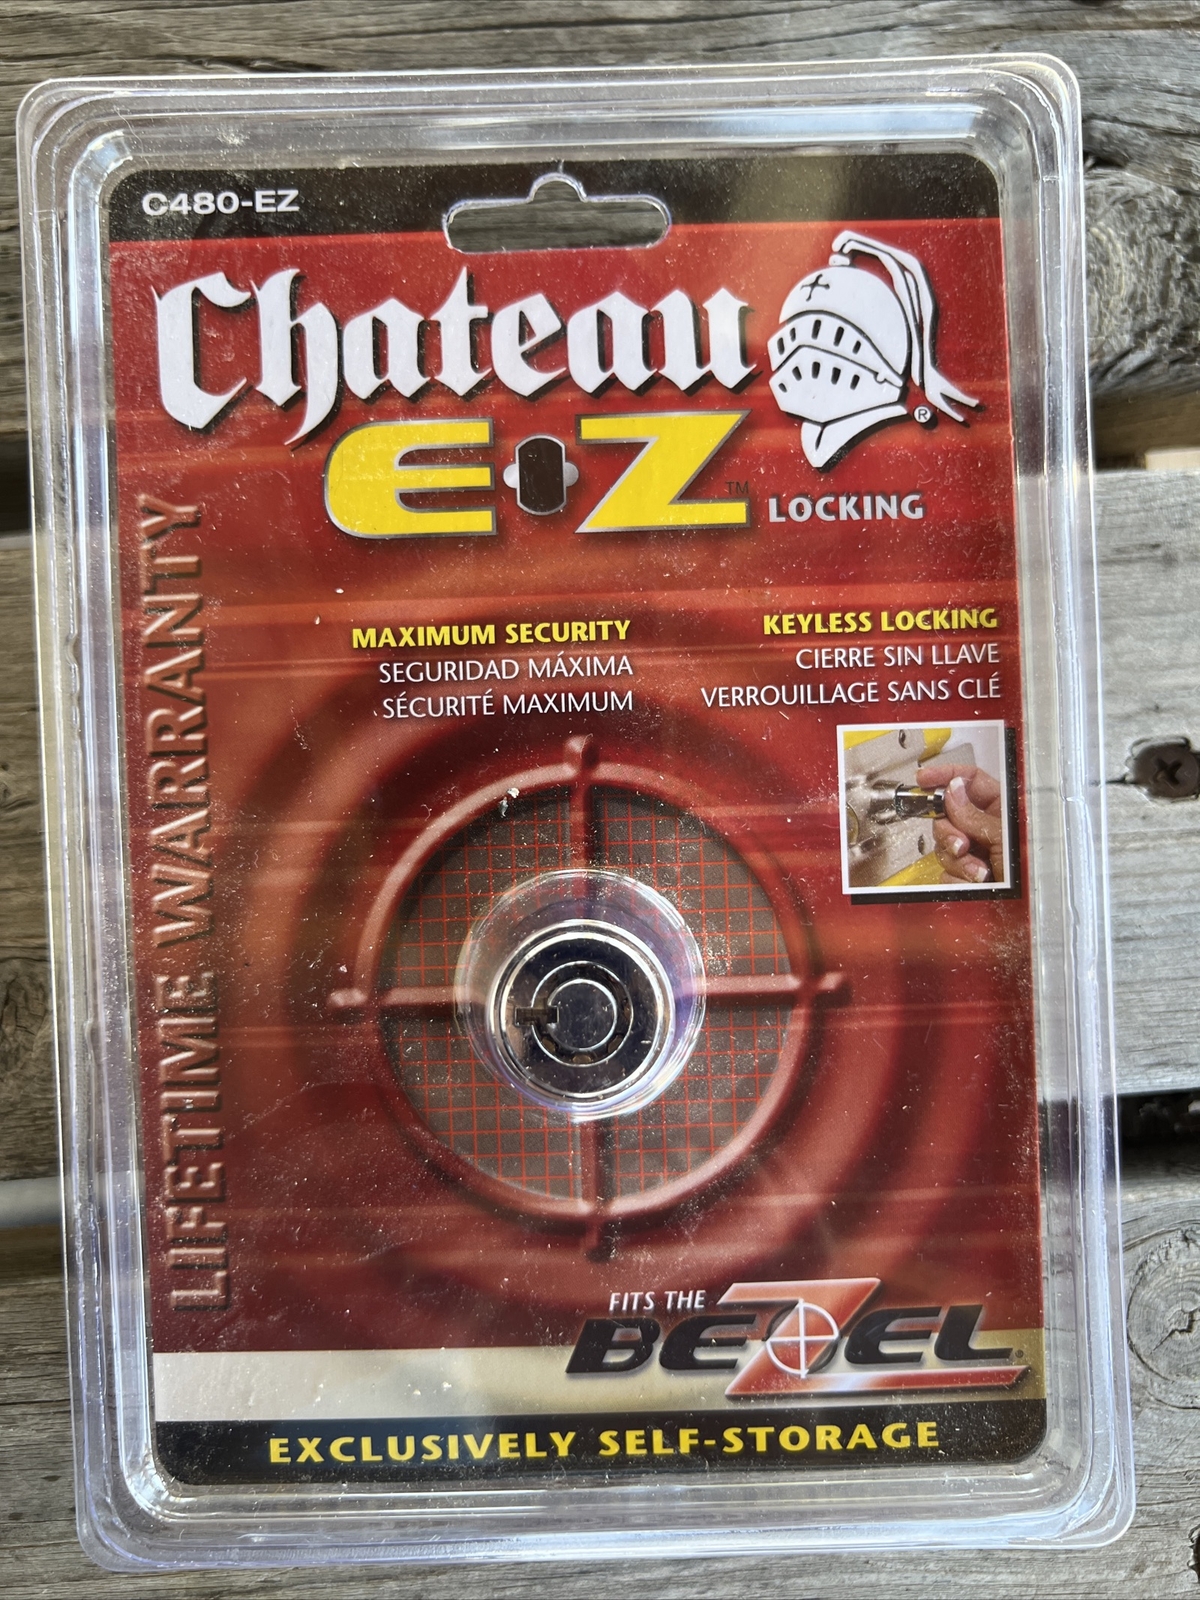 C480-EZ
Chateau
®
E·Z™ LOCKING
LIFETIME WARRANTY
MAXIMUM SECURITY
SEGURIDAD MÁXIMA
SÉCURITÉ MAXIMUM
KEYLESS LOCKING
CIERRE SIN LLAVE
VERROUILLAGE SANS CLÉ
FITS THE
BEZEL®
EXCLUSIVELY SELF-STORAGE